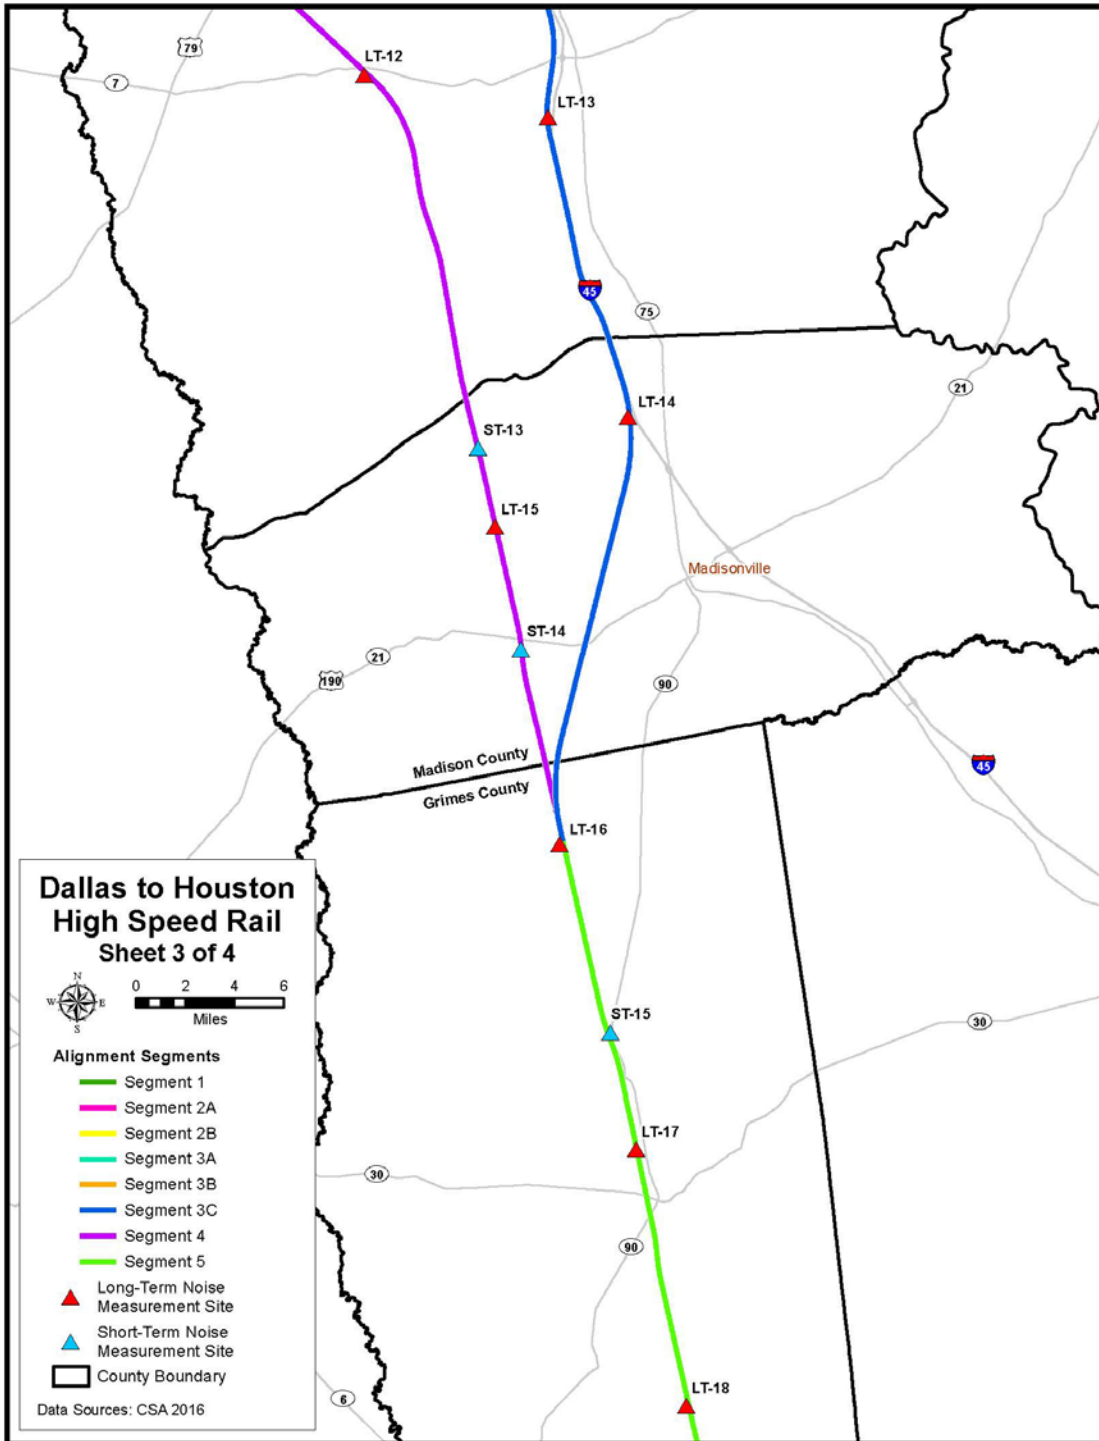 79
7
LT-12
LT-13
45
75
21
LT-14
ST-13
LT-15
Madisonville
ST-14
21
190
90
Madison County
Grimes County
45
LT-16
Dallas to Houston
High Speed Rail
Sheet 3 of 4
N
W E
S
0 2 4 6
Miles
ST-15
30
Alignment Segments
Segment 1
Segment 2A
Segment 2B
Segment 3A
Segment 3B
Segment 3C
Segment 4
Segment 5
LT-17
30
90
Long-Term Noise
Measurement Site
Short-Term Noise
Measurement Site
County Boundary
Data Sources: CSA 2016
6
LT-18